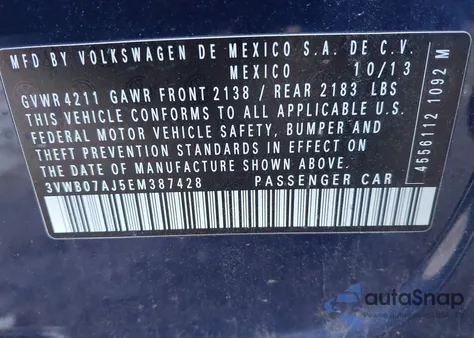 MFD BY VOLKSWAGEN DE MEXICO S.A. DE C.V.
MEXICO 10/13
GVWR 4211 GAWR FRONT 2138 / REAR 2183 LBS
THIS VEHICLE CONFORMS TO ALL APPLICABLE U.S.
FEDERAL MOTOR VEHICLE SAFETY, BUMPER AND
THEFT PREVENTION STANDARDS IN EFFECT ON
THE DATE OF MANUFACTURE SHOWN ABOVE
3VWB07AJ5EM387428 PASSENGER CAR
4556112 1092 M
autoSnap